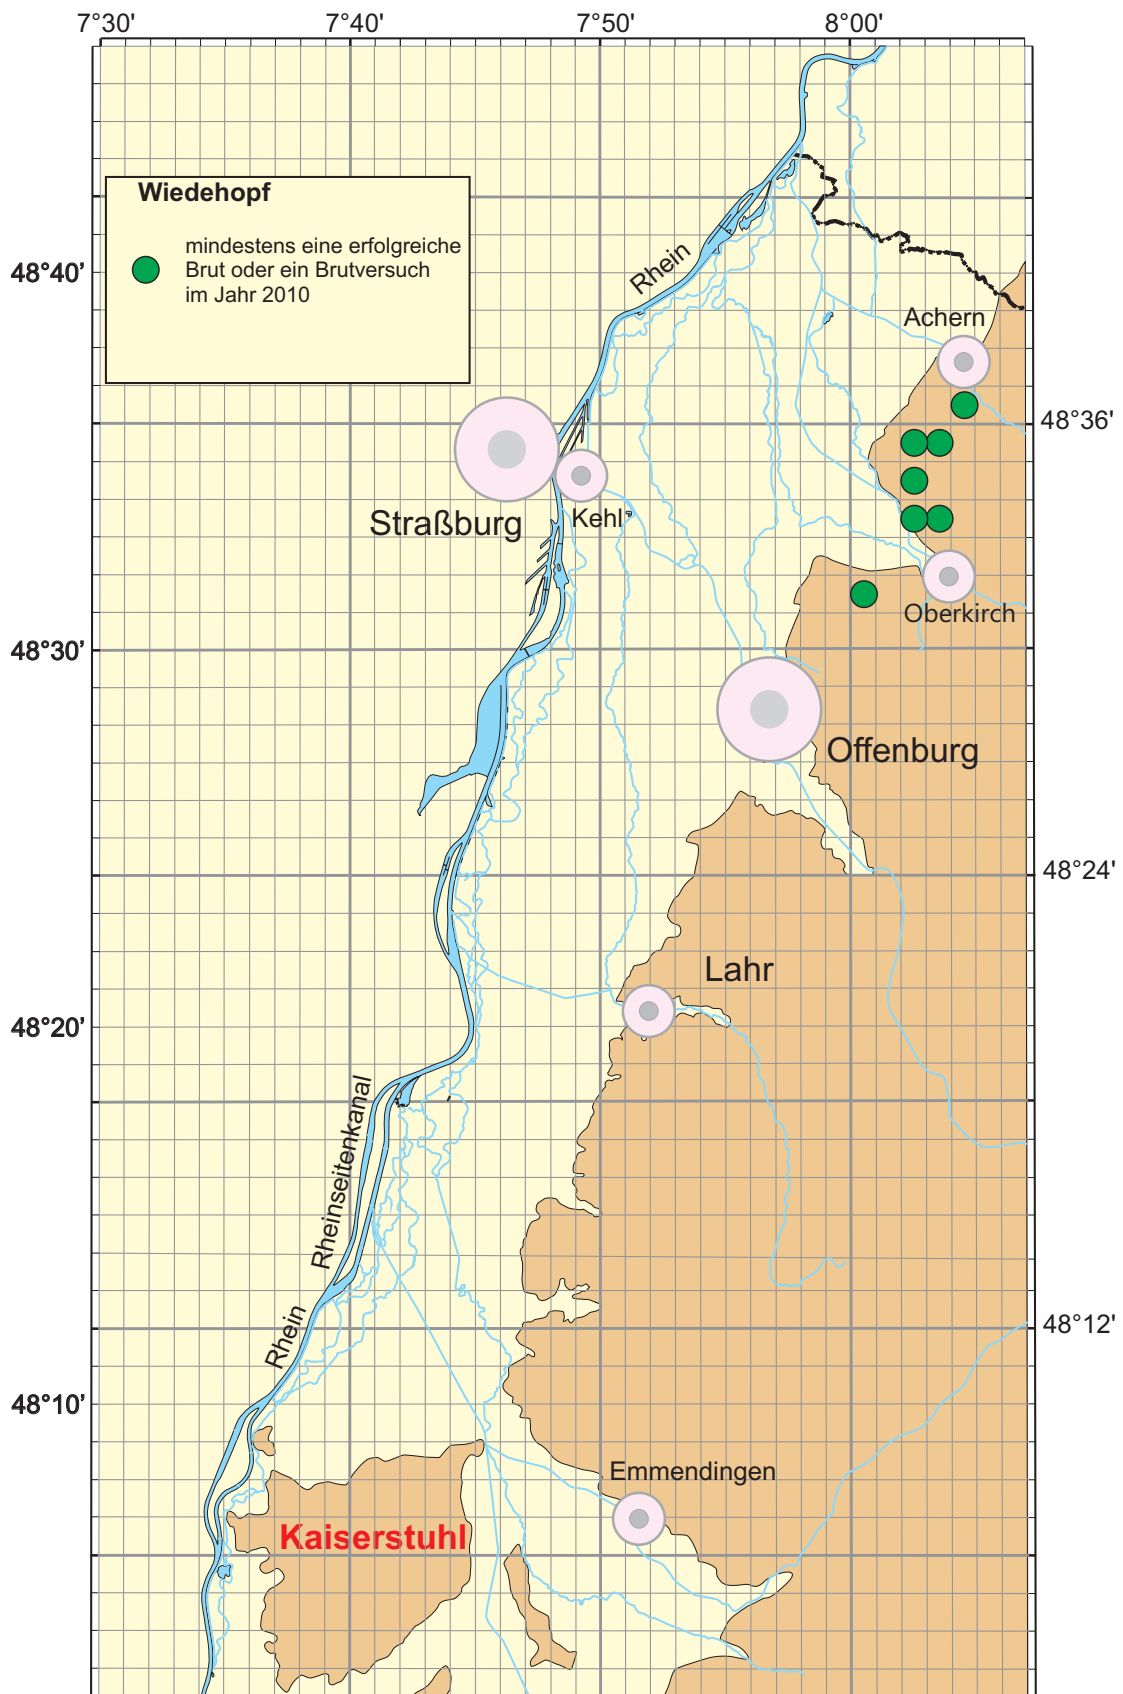 7°30' 7°40' 7°50' 8°00'
Wiedehopf
mindestens eine erfolgreiche
Brut oder ein Brutversuch
im Jahr 2010
48°40'
Rhein
Achern
48°36'
Straßburg
Kehl
Oberkirch
48°30'
Offenburg
48°24'
Lahr
48°20'
Rheinseitenkanal
Rhein
48°12'
48°10'
Emmendingen
Kaiserstuhl